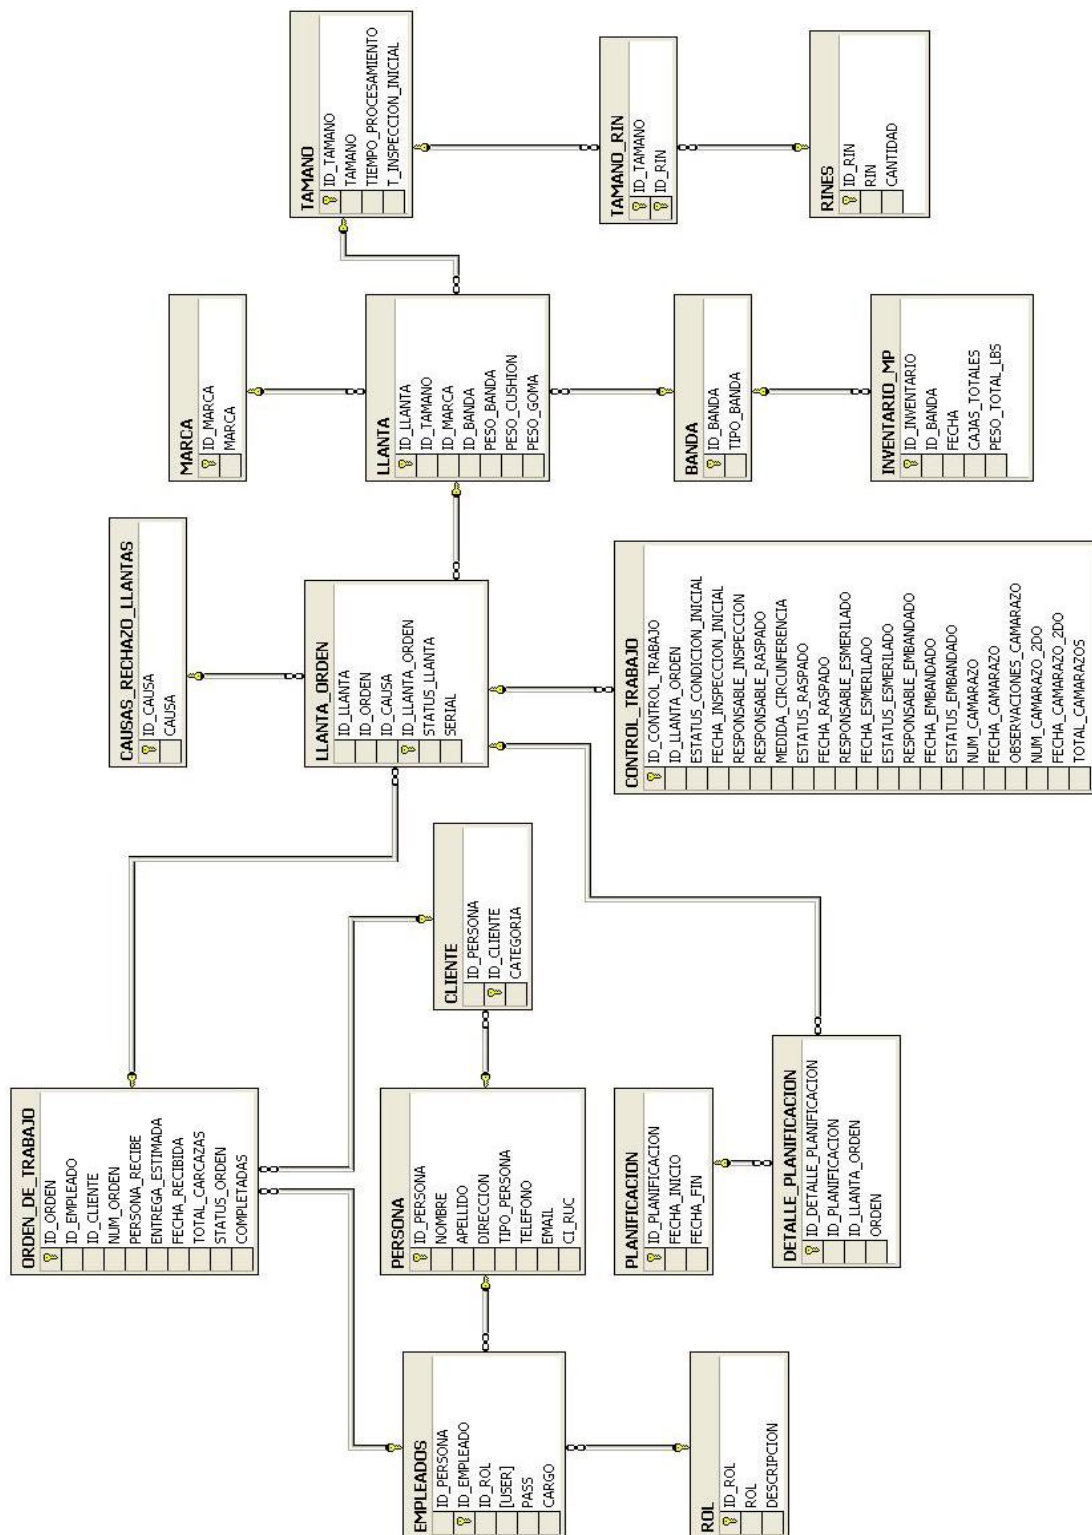 ORDEN_DE_TRABAJO
ID_ORDEN
ID_EMPLEADO
ID_CLIENTE
NUM_ORDEN
PERSONA_RECIBE
ENTREGA_ESTIMADA
FECHA_RECIBIDA
TOTAL_CARCAZAS
STATUS_ORDEN
COMPLETADAS
CAUSAS_RECHAZO_LLANTAS
ID_CAUSA
CAUSA
MARCA
ID_MARCA
MARCA
TAMANO
ID_TAMANO
TAMANO
TIEMPO_PROCESAMIENTO
T_INSPECCION_INICIAL
EMPLEADOS
ID_PERSONA
ID_EMPLEADO
ID_ROL
[USER]
PASS
CARGO
PERSONA
ID_PERSONA
NOMBRE
APELLIDO
DIRECCION
TIPO_PERSONA
TELEFONO
EMAIL
CI_RUC
CLIENTE
ID_PERSONA
ID_CLIENTE
CATEGORIA
LLANTA_ORDEN
ID_LLANTA
ID_ORDEN
ID_CAUSA
ID_LLANTA_ORDEN
STATUS_LLANTA
SERIAL
LLANTA
ID_LLANTA
ID_TAMANO
ID_MARCA
ID_BANDA
PESO_BANDA
PESO_CUSHION
PESO_GOMA
TAMANO_RIN
ID_TAMANO
ID_RIN
ROL
ID_ROL
ROL
DESCRIPCION
PLANIFICACION
ID_PLANIFICACION
FECHA_INICIO
FECHA_FIN
DETALLE_PLANIFICACION
ID_DETALLE_PLANIFICACION
ID_PLANIFICACION
ID_LLANTA_ORDEN
ORDEN
CONTROL_TRABAJO
ID_CONTROL_TRABAJO
ID_LLANTA_ORDEN
ESTATUS_CONDICION_INICIAL
FECHA_INSPECCION_INICIAL
RESPONSABLE_INSPECCION
RESPONSABLE_RASPADO
MEDIDA_CIRCUNFERENCIA
ESTATUS_RASPADO
FECHA_RASPADO
RESPONSABLE_ESMERILADO
FECHA_ESMERILADO
ESTATUS_ESMERILADO
RESPONSABLE_EMBANDADO
FECHA_EMBANDADO
ESTATUS_EMBANDADO
NUM_CAMARAZO
FECHA_CAMARAZO
OBSERVACIONES_CAMARAZO
NUM_CAMARAZO_2DO
FECHA_CAMARAZO_2DO
TOTAL_CAMARAZOS
BANDA
ID_BANDA
TIPO_BANDA
INVENTARIO_MP
ID_INVENTARIO
ID_BANDA
FECHA
CAJAS_TOTALES
PESO_TOTAL_LBS
RINES
ID_RIN
RIN
CANTIDAD